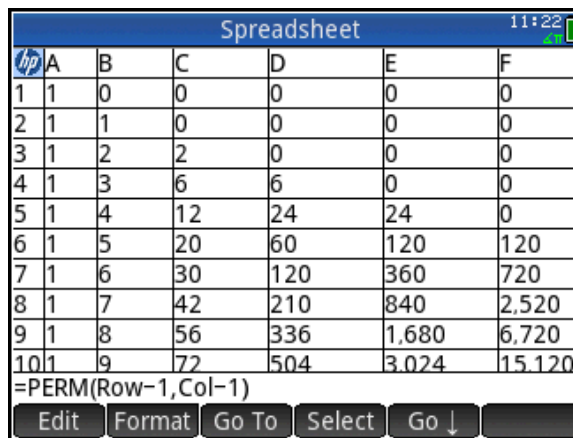 Spreadsheet 11:22
∠π
hp A B C D E F
1 1 0 0 0 0 0
2 1 1 0 0 0 0
3 1 2 2 0 0 0
4 1 3 6 6 0 0
5 1 4 12 24 24 0
6 1 5 20 60 120 120
7 1 6 30 120 360 720
8 1 7 42 210 840 2,520
9 1 8 56 336 1,680 6,720
10 1 9 72 504 3,024 15,120
=PERM(Row−1,Col−1)
Edit Format Go To Select Go ↓